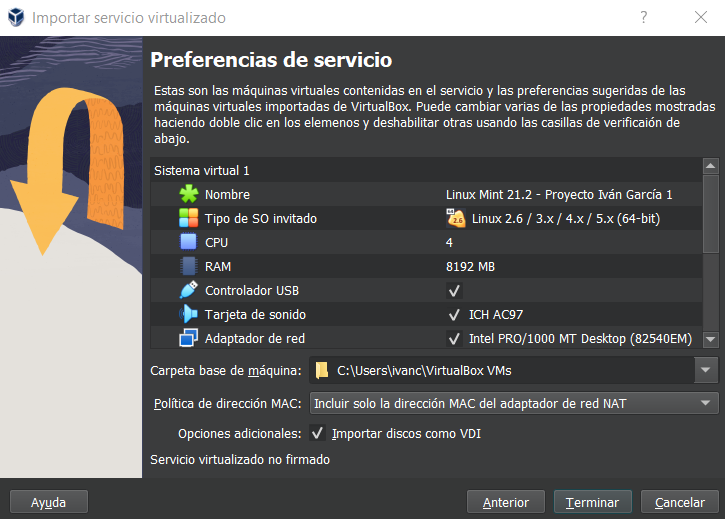 Importar servicio virtualizado
Preferencias de servicio
Estas son las máquinas virtuales contenidas en el servicio y las preferencias sugeridas de las
máquinas virtuales importadas de VirtualBox. Puede cambiar varias de las propiedades mostradas
haciendo doble clic en los elemenos y deshabilitar otras usando las casillas de verificaión de
abajo.
Sistema virtual 1
Nombre Linux Mint 21.2 - Proyecto Iván García 1
Tipo de SO invitado 2.6 Linux 2.6 / 3.x / 4.x / 5.x (64-bit)
CPU 4
RAM 8192 MB
Controlador USB
Tarjeta de sonido ICH AC97
Adaptador de red Intel PRO/1000 MT Desktop (82540EM)
Carpeta base de máquina: C:\Users\ivanc\VirtualBox VMs
Política de dirección MAC: Incluir solo la dirección MAC del adaptador de red NAT
Opciones adicionales: Importar discos como VDI
Servicio virtualizado no firmado
Ayuda Anterior Terminar Cancelar